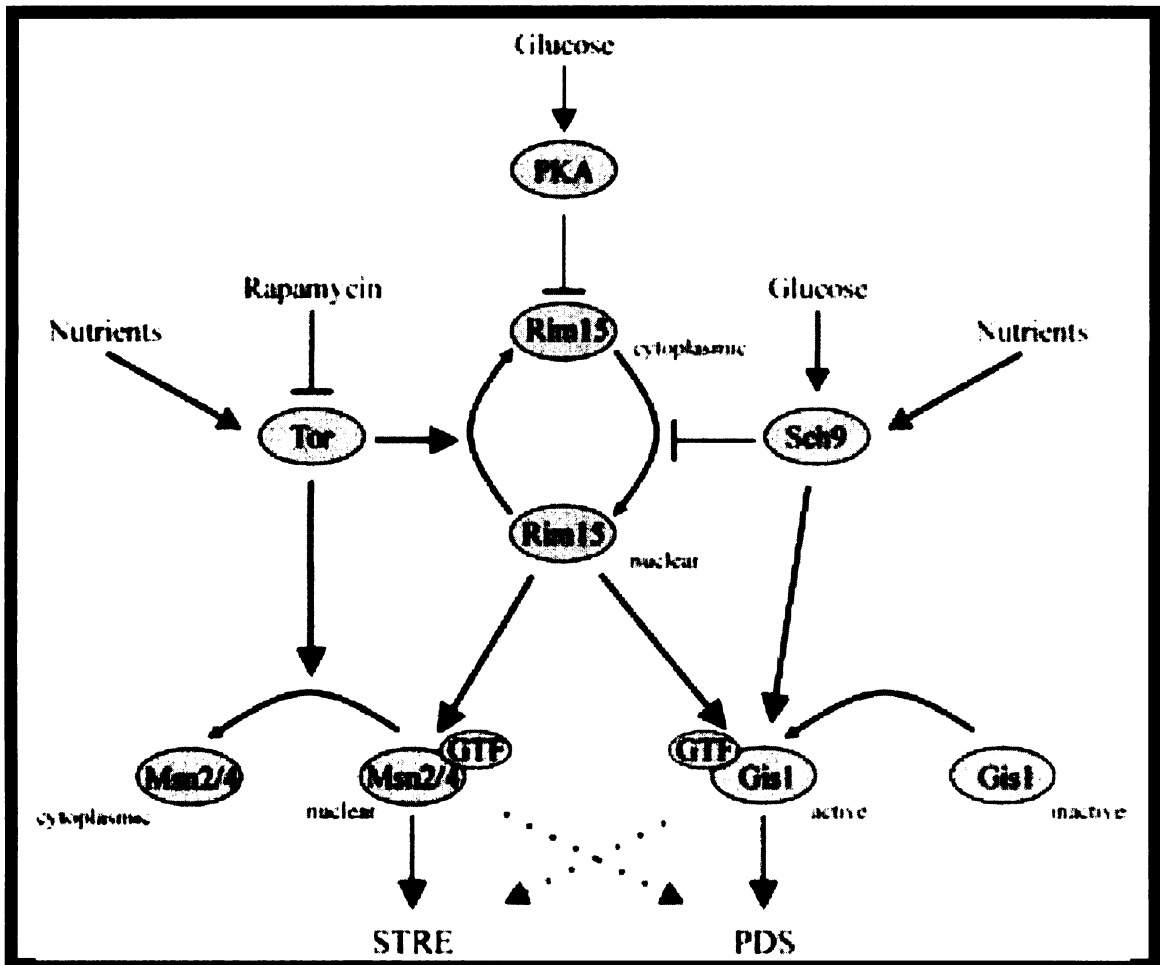 Glucose
PKA
Rapamycin
Glucose
Nutrients
Rim15
cytoplasmic
Nutrients
Tor
Sch9
Rim15
nuclear
GTF
GTF
Msn2/4
Msn2/4
Gis1
Gis1
cytoplasmic
nuclear
active
inactive
STRE
PDS